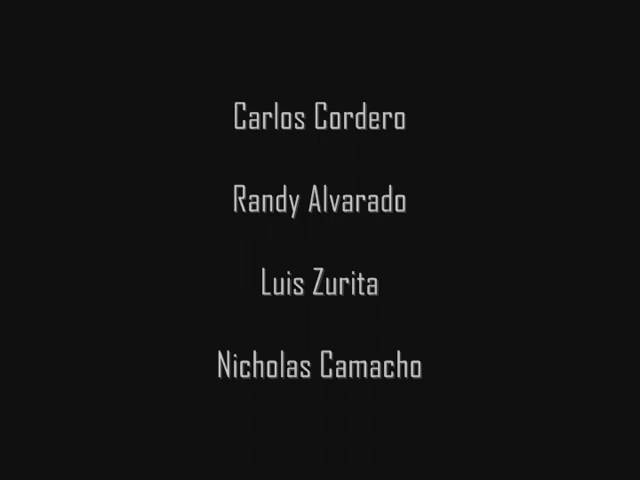 Carlos Cordero
Randy Alvarado
Luis Zurita
Nicholas Camacho